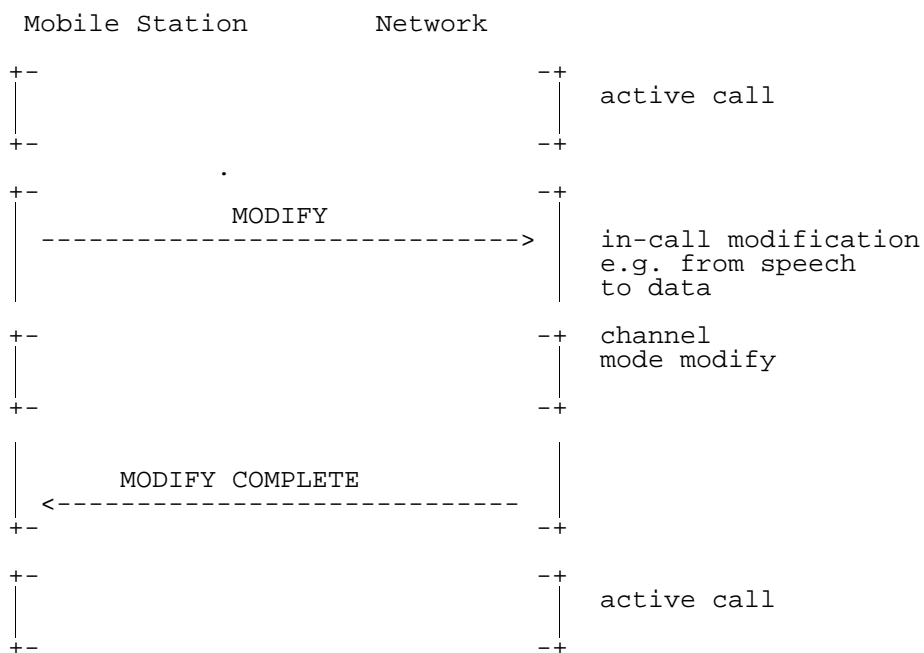 Mobile Station Network
+- -+
active call
+- -+
.
+- -+
MODIFY
------------------------------> in-call modification
e.g. from speech
to data
+- -+ channel
mode modify
+- -+
MODIFY COMPLETE
<-----------------------------
+- -+
+- -+
active call
+- -+